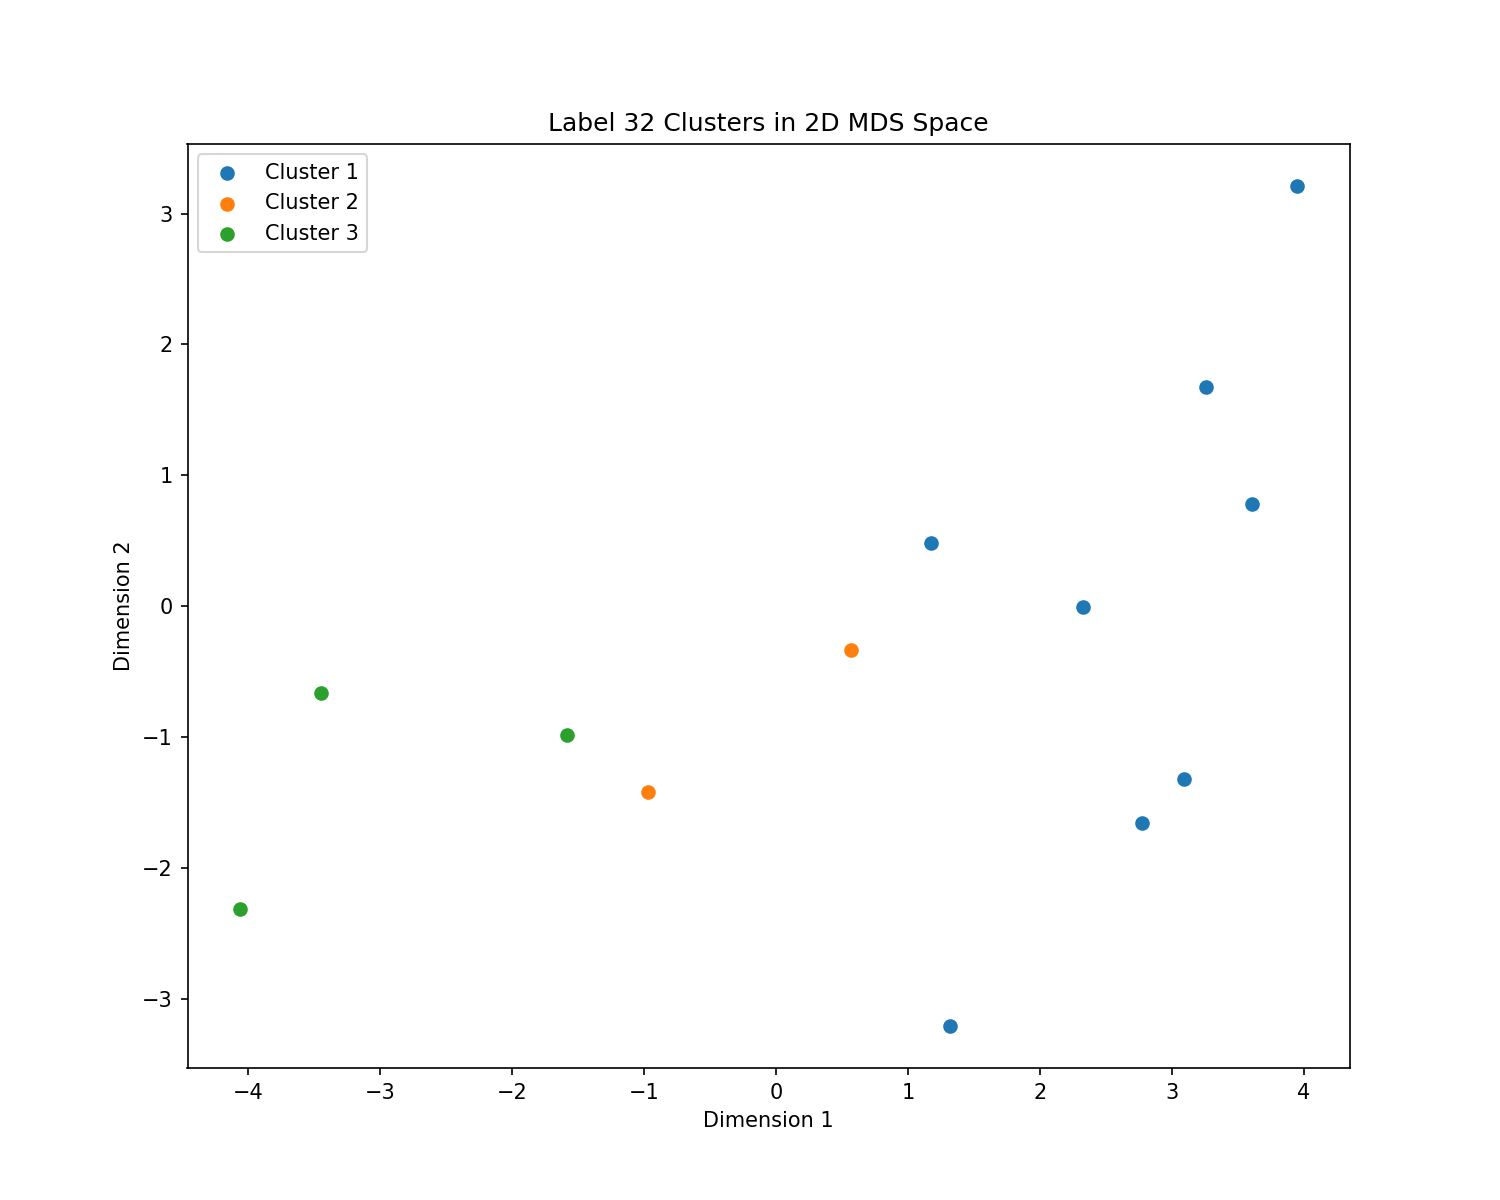 Label 32 Clusters in 2D MDS Space
Cluster 1
Cluster 2
Cluster 3
3
2
1
0
−1
−2
−3
Dimension 2
−4 −3 −2 −1 0 1 2 3 4
Dimension 1